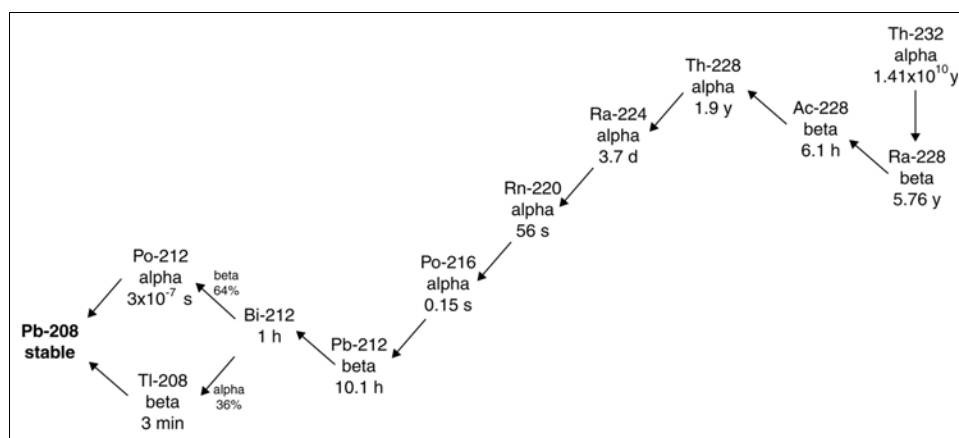 Th-232
alpha
1.41x10¹⁰ y
Ra-228
beta
5.76 y
Ac-228
beta
6.1 h
Th-228
alpha
1.9 y
Ra-224
alpha
3.7 d
Rn-220
alpha
56 s
Po-216
alpha
0.15 s
Pb-212
beta
10.1 h
Bi-212
1 h
beta
64%
Po-212
alpha
3x10⁻⁷ s
alpha
36%
Tl-208
beta
3 min
Pb-208
stable